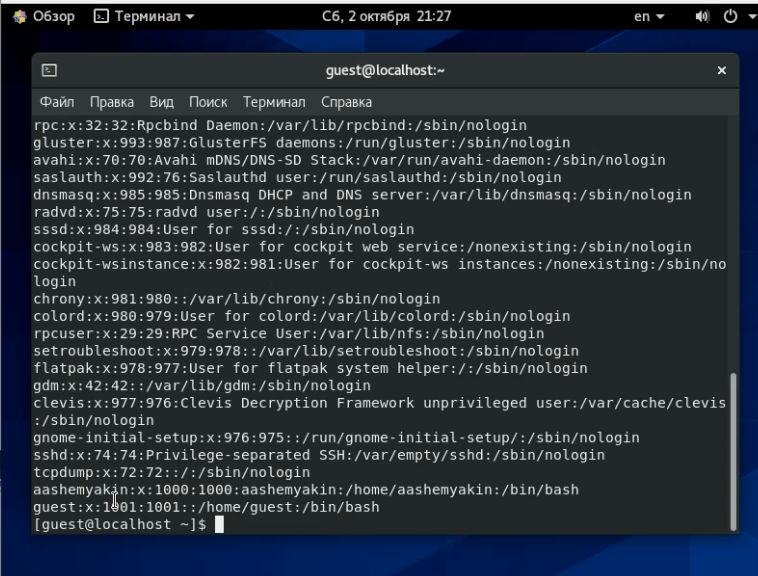 Обзор Терминал Сб, 2 октября 21:27 en
guest@localhost:~ ×
Файл Правка Вид Поиск Терминал Справка
rpc:x:32:32:Rpcbind Daemon:/var/lib/rpcbind:/sbin/nologin
gluster:x:993:987:GlusterFS daemons:/run/gluster:/sbin/nologin
avahi:x:70:70:Avahi mDNS/DNS-SD Stack:/var/run/avahi-daemon:/sbin/nologin
saslauth:x:992:76:Saslauthd user:/run/saslauthd:/sbin/nologin
dnsmasq:x:985:985:Dnsmasq DHCP and DNS server:/var/lib/dnsmasq:/sbin/nologin
radvd:x:75:75:radvd user:/:/sbin/nologin
sssd:x:984:984:User for sssd:/:/sbin/nologin
cockpit-ws:x:983:982:User for cockpit web service:/nonexisting:/sbin/nologin
cockpit-wsinstance:x:982:981:User for cockpit-ws instances:/nonexisting:/sbin/no
login
chrony:x:981:980::/var/lib/chrony:/sbin/nologin
colord:x:980:979:User for colord:/var/lib/colord:/sbin/nologin
rpcuser:x:29:29:RPC Service User:/var/lib/nfs:/sbin/nologin
setroubleshoot:x:979:978::/var/lib/setroubleshoot:/sbin/nologin
flatpak:x:978:977:User for flatpak system helper:/:/sbin/nologin
gdm:x:42:42::/var/lib/gdm:/sbin/nologin
clevis:x:977:976:Clevis Decryption Framework unprivileged user:/var/cache/clevis
:/sbin/nologin
gnome-initial-setup:x:976:975::/run/gnome-initial-setup/:/sbin/nologin
sshd:x:74:74:Privilege-separated SSH:/var/empty/sshd:/sbin/nologin
tcpdump:x:72:72::/:/sbin/nologin
aashemyakin:x:1000:1000:aashemyakin:/home/aashemyakin:/bin/bash
guest:x:1001:1001::/home/guest:/bin/bash
[guest@localhost ~]$